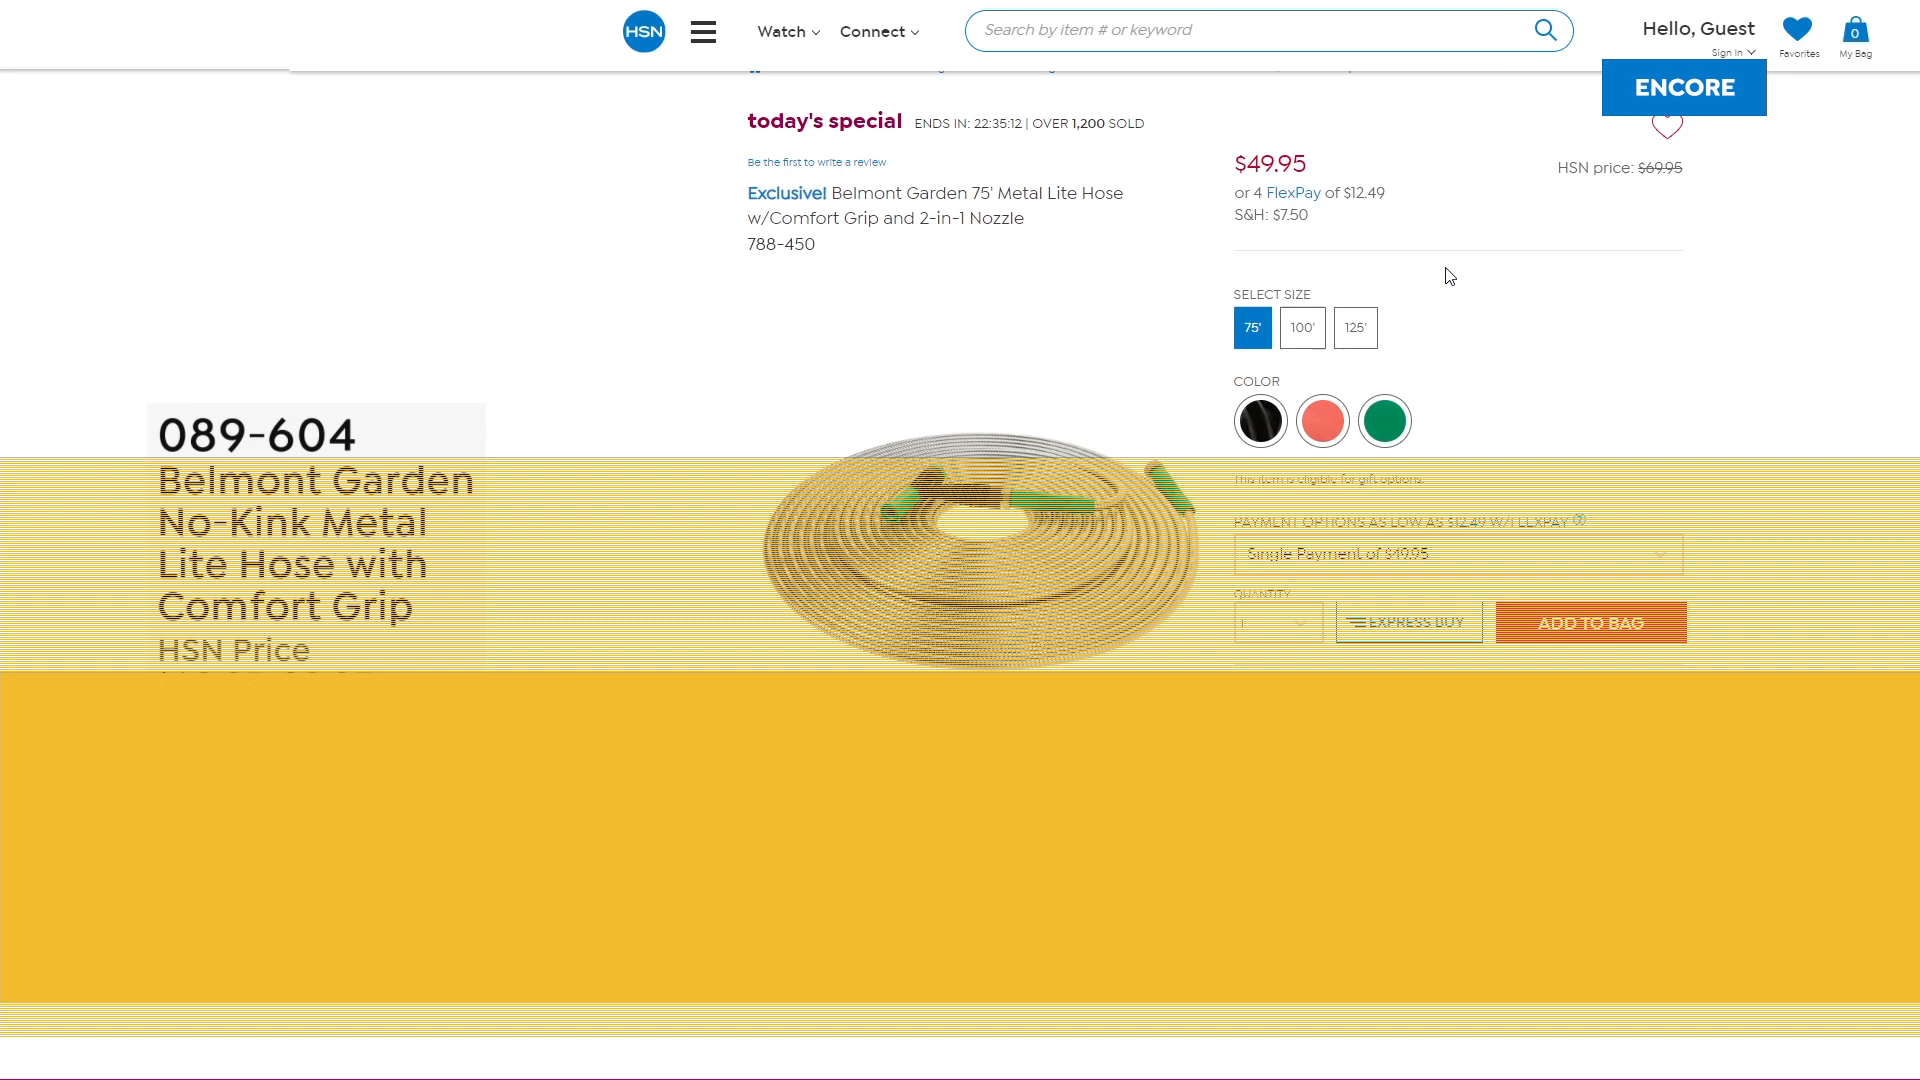 HSN
Watch
Connect
Search by item # or keyword
Hello, Guest
Sign In
Favorites
0
My Bag
ENCORE
today's special ENDS IN: 22:35:12 | OVER 1,200 SOLD
Be the first to write a review
Exclusive! Belmont Garden 75' Metal Lite Hose
w/Comfort Grip and 2-in-1 Nozzle
788-450
$49.95
HSN price: $69.95
or 4 FlexPay of $12.49
S&H: $7.50
SELECT SIZE
75'
100'
125'
COLOR
This item is eligible for gift options.
PAYMENT OPTIONS AS LOW AS $12.49 W/FLEXPAY ?
Single Payment of $49.95
QUANTITY
1
EXPRESS BUY
ADD TO BAG
089-604
Belmont Garden
No-Kink Metal
Lite Hose with
Comfort Grip
HSN Price